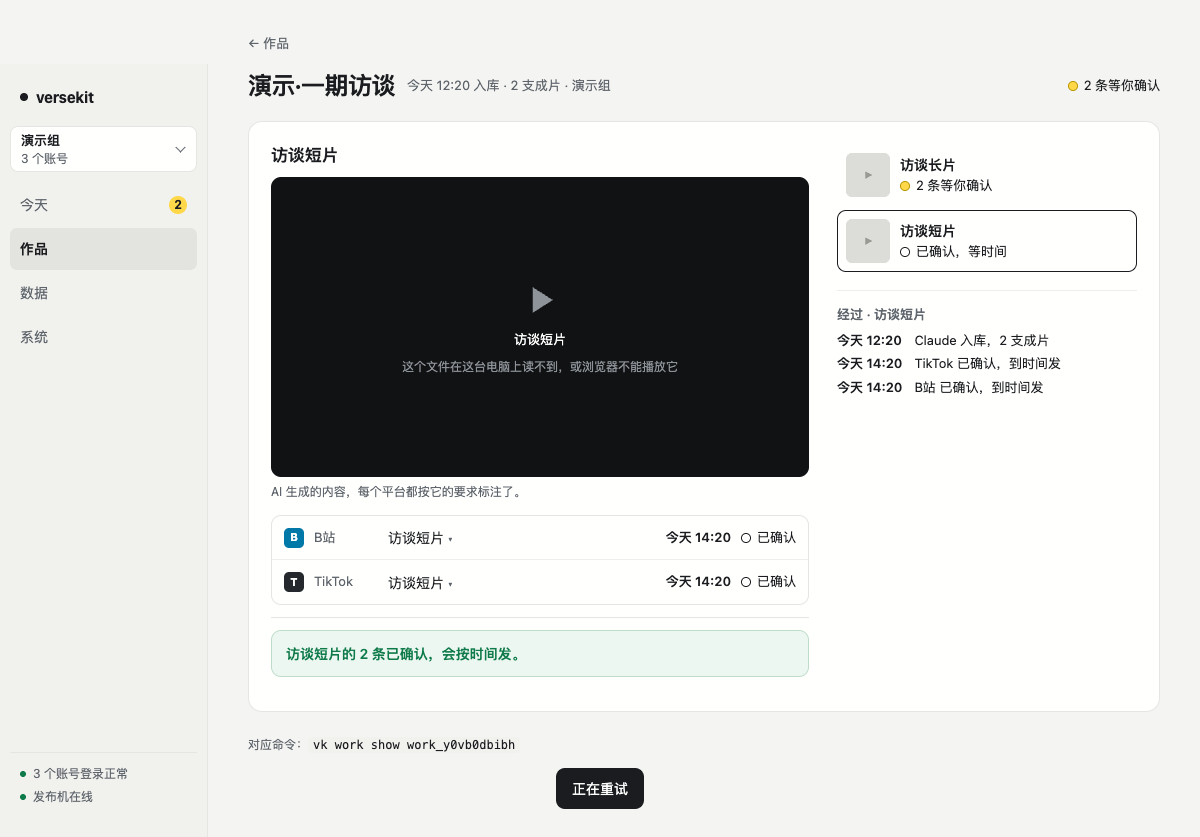 ← 作品
演示·一期访谈 今天 12:20 入库 · 2 支成片 · 演示组
2 条等你确认
versekit
演示组
3 个账号
今天 2
作品
数据
系统
3 个账号登录正常
发布机在线
访谈短片
访谈短片
这个文件在这台电脑上读不到，或浏览器不能播放它
AI 生成的内容，每个平台都按它的要求标注了。
B B站 访谈短片 今天 14:20 已确认
T TikTok 访谈短片 今天 14:20 已确认
访谈短片的 2 条已确认，会按时间发。
访谈长片
2 条等你确认
访谈短片
已确认，等时间
经过 · 访谈短片
今天 12:20 Claude 入库，2 支成片
今天 14:20 TikTok 已确认，到时间发
今天 14:20 B站 已确认，到时间发
对应命令： vk work show work_y0vb0dbibh
正在重试